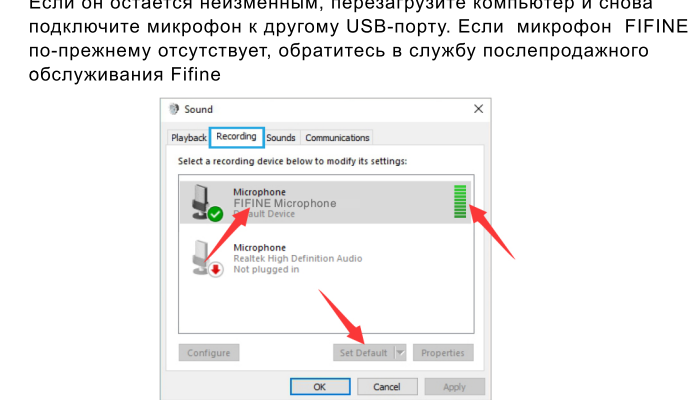 Если он остается неизменным, перезагрузите компьютер и снова
подключите микрофон к другому USB-порту. Если микрофон FIFINE
по-прежнему отсутствует, обратитесь в службу послепродажного
обслуживания Fifine
Sound
Playback Recording Sounds Communications
Select a recording device below to modify its settings:
Microphone
FIFINE Microphone
Default Device
Microphone
Realtek High Definition Audio
Not plugged in
Configure Set Default Properties
OK Cancel Apply